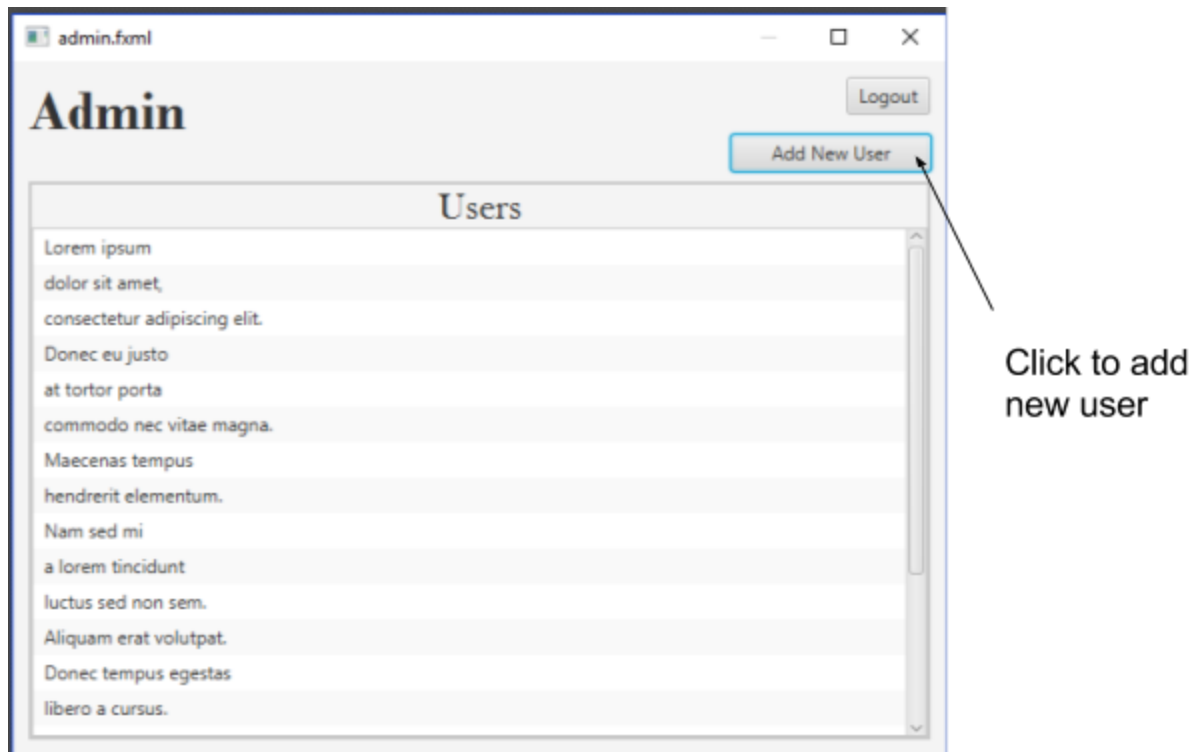 admin.fxml
Admin
Logout
Add New User
Users
Lorem ipsum
dolor sit amet,
consectetur adipiscing elit.
Donec eu justo
at tortor porta
commodo nec vitae magna.
Maecenas tempus
hendrerit elementum.
Nam sed mi
a lorem tincidunt
luctus sed non sem.
Aliquam erat volutpat.
Donec tempus egestas
libero a cursus.
Click to add
new user